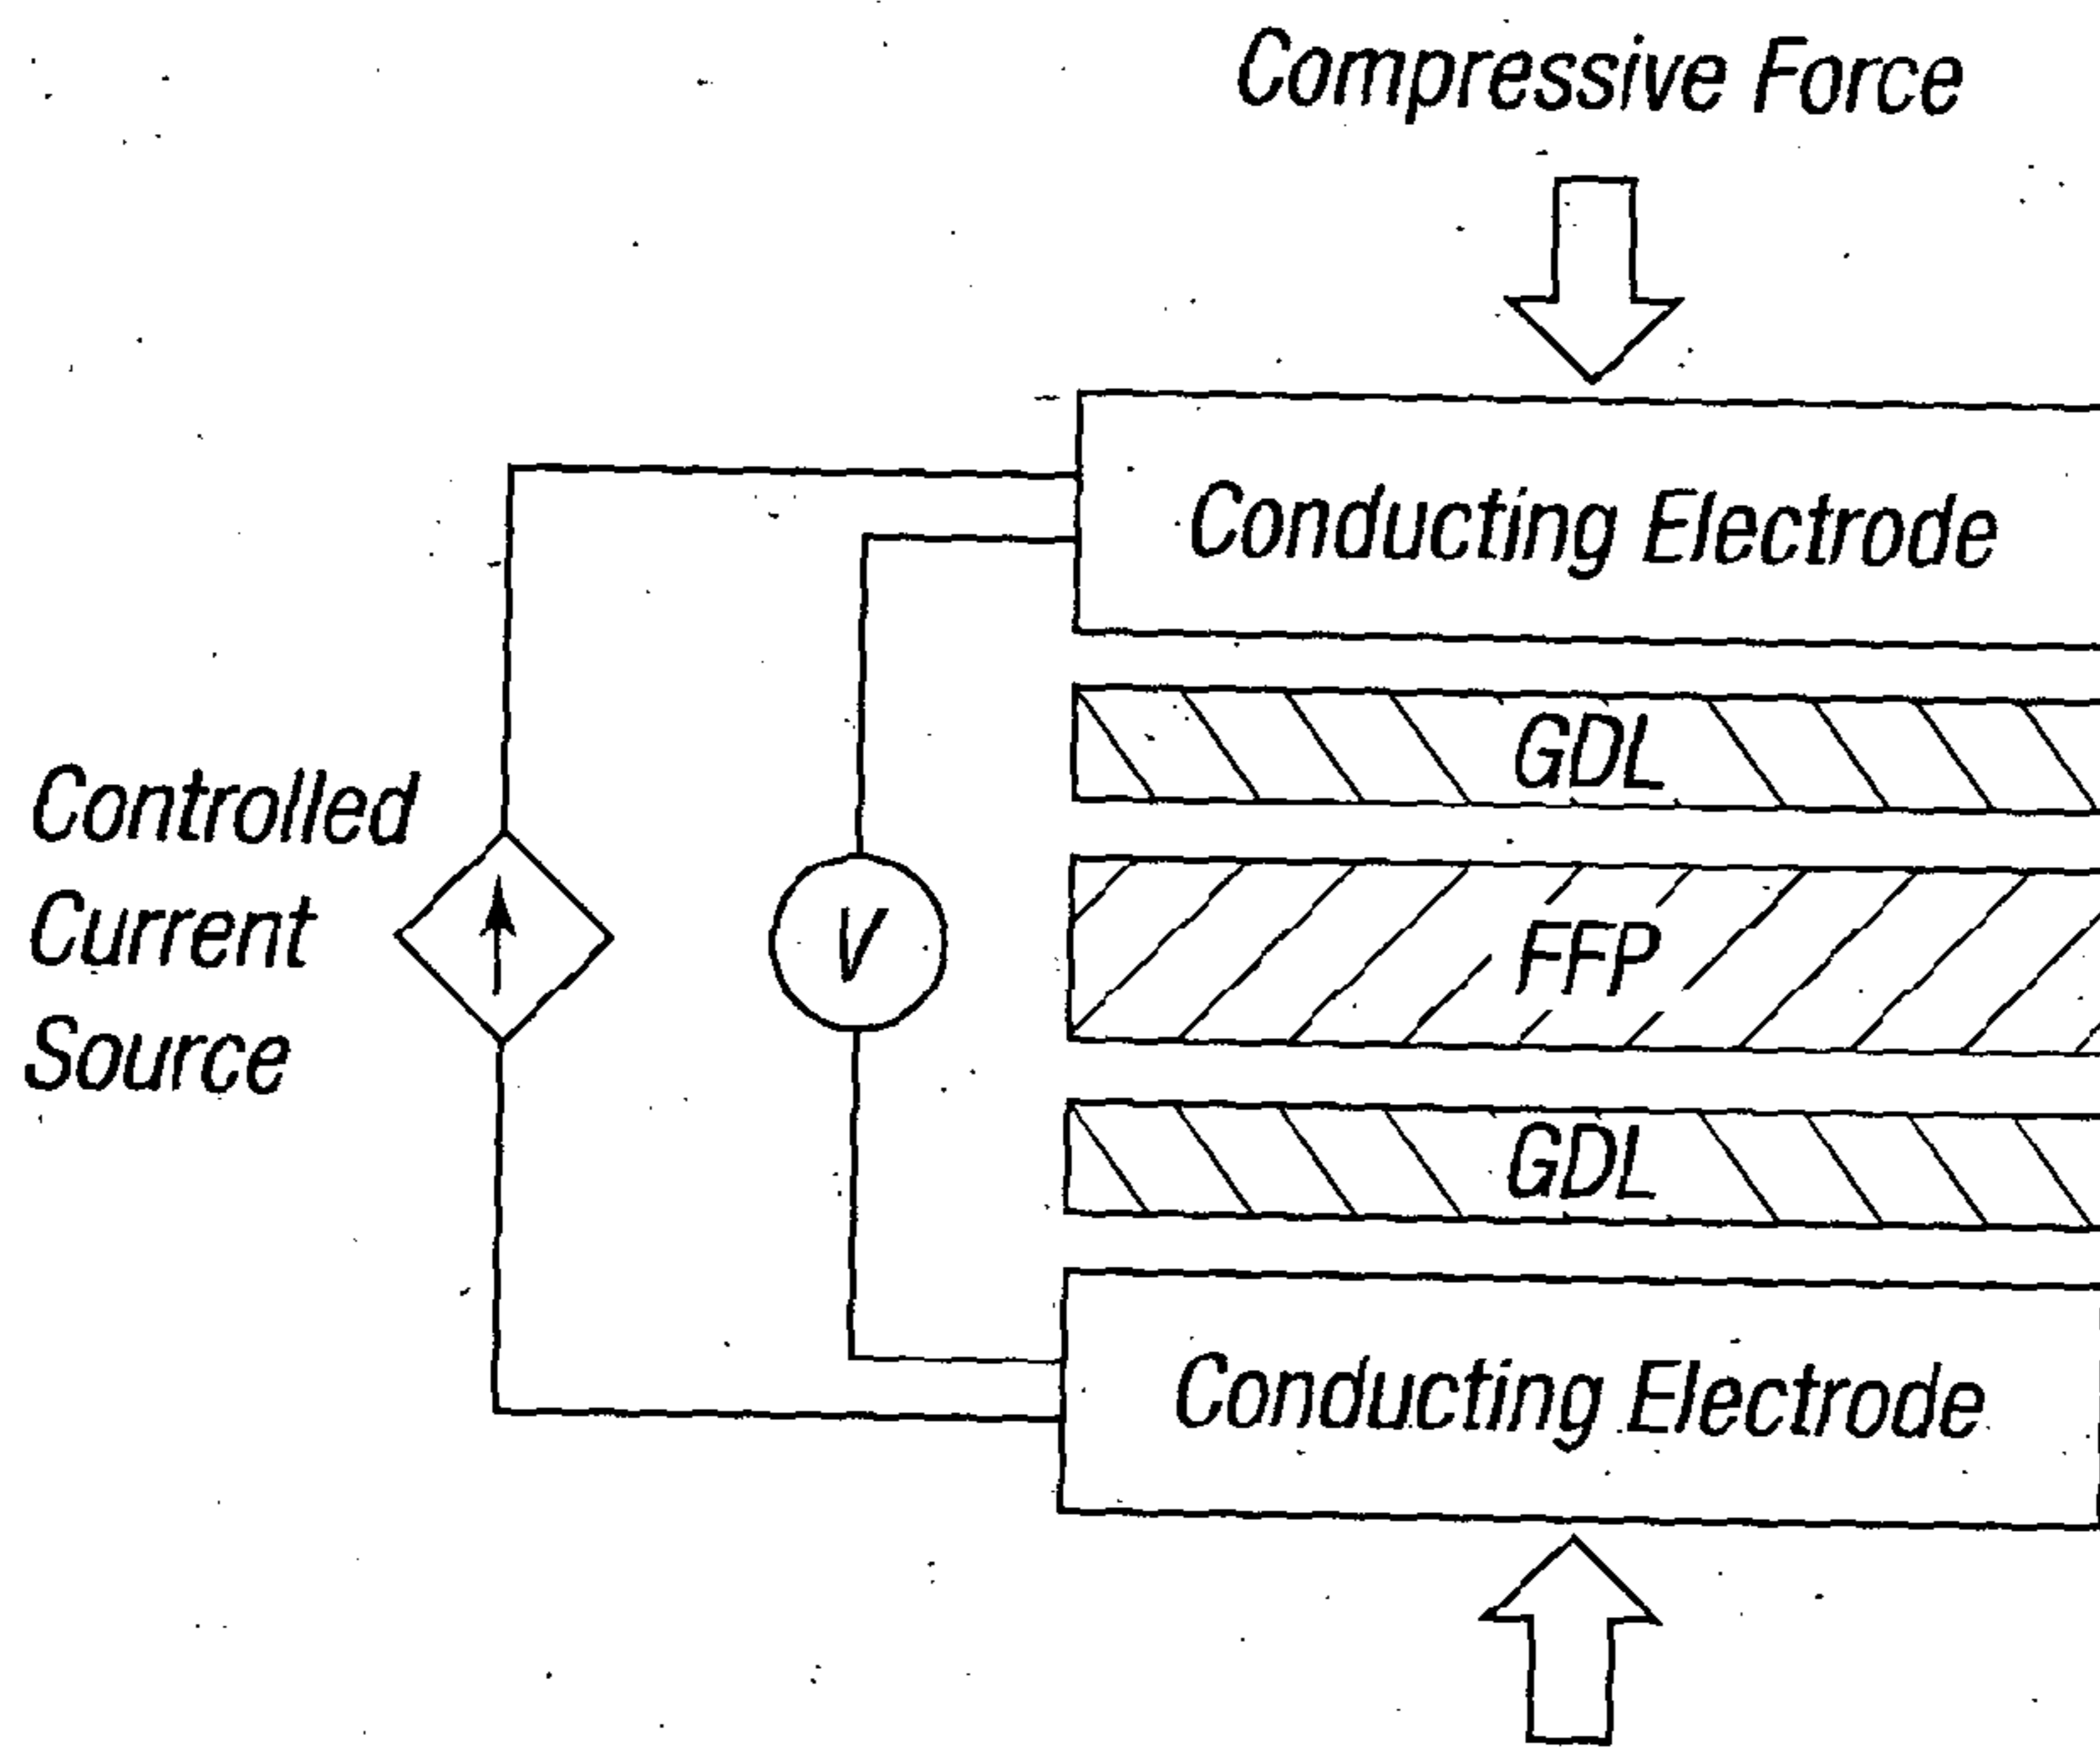 Compressive Force
Conducting Electrode
GDL
Controlled
Current
Source
V
FFP
GDL
Conducting Electrode